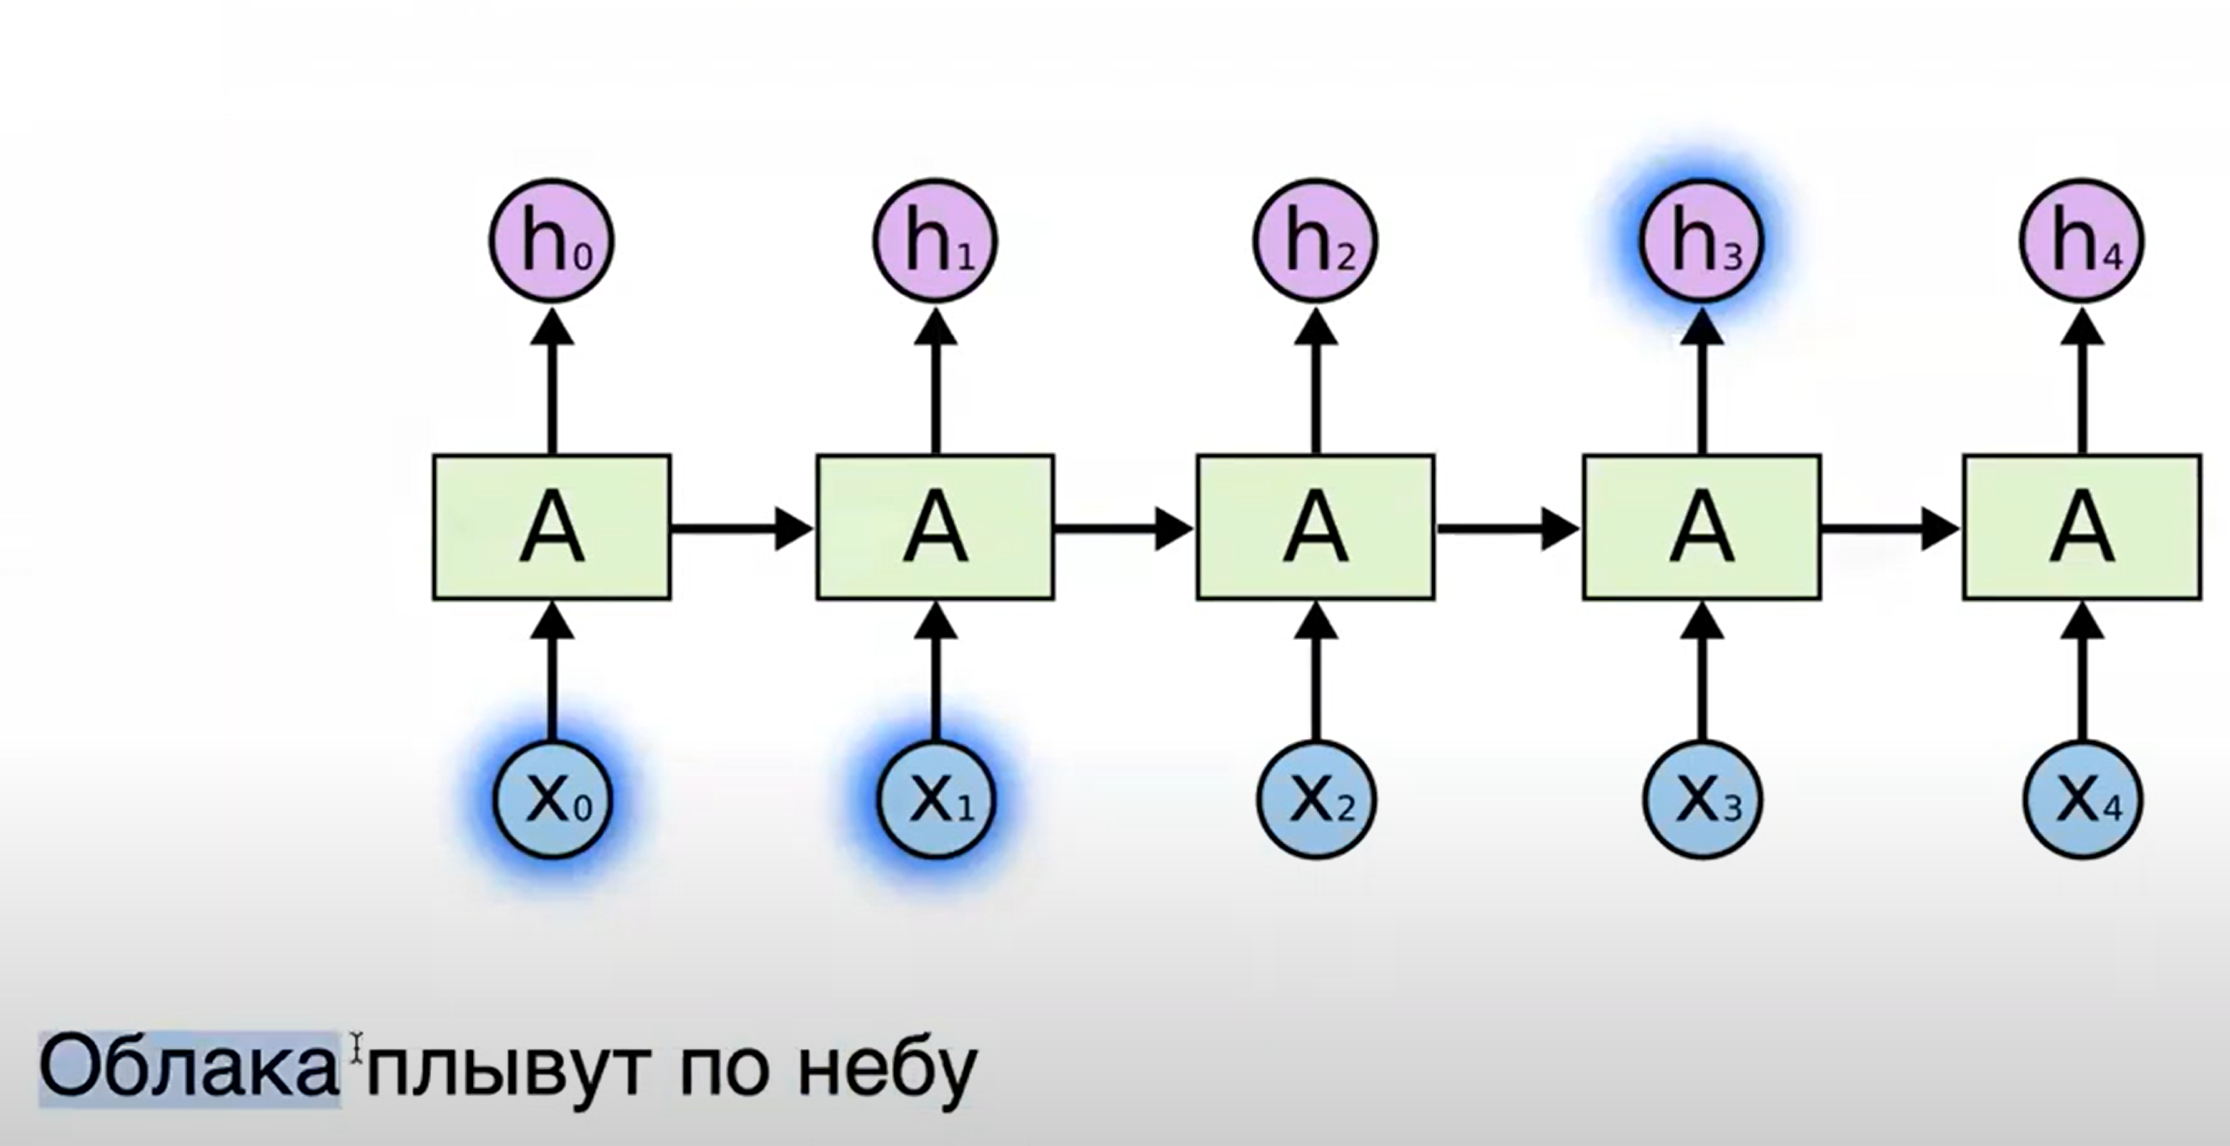 h0 h1 h2 h3 h4
A A A A A
x0 x1 x2 x3 x4
Облака плывут по небу